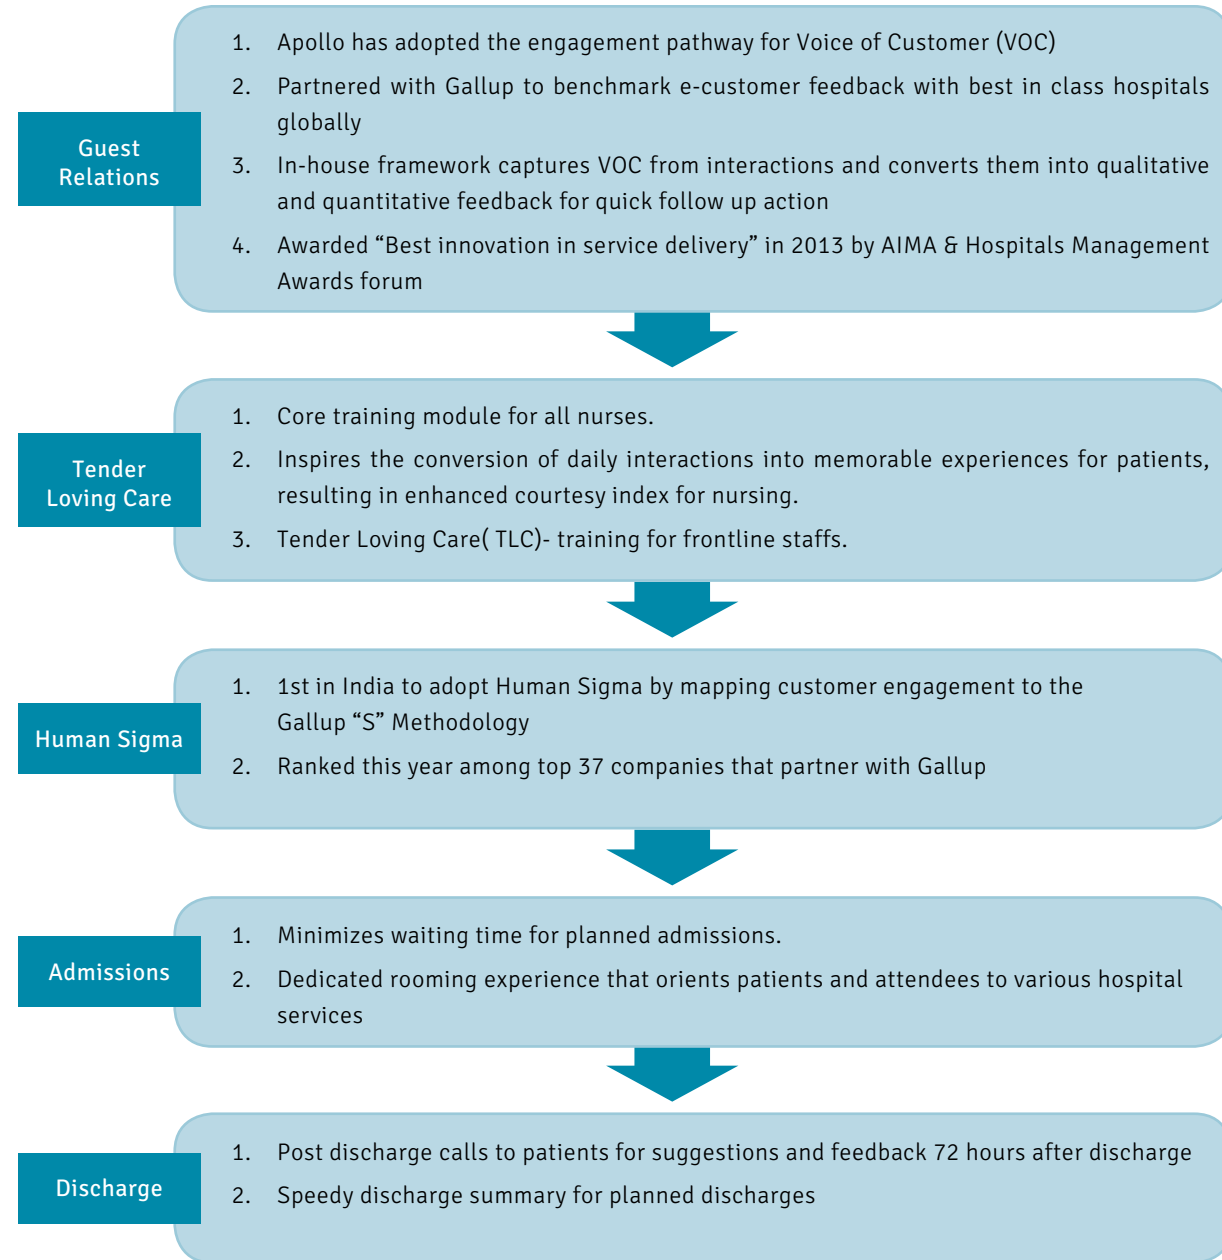 1. Apollo has adopted the engagement pathway for Voice of Customer (VOC)
2. Partnered with Gallup to benchmark e-customer feedback with best in class hospitals
globally
Guest
Relations
3. In-house framework captures VOC from interactions and converts them into qualitative
and quantitative feedback for quick follow up action
4. Awarded “Best innovation in service delivery” in 2013 by AIMA & Hospitals Management
Awards forum
1. Core training module for all nurses.
Tender
Loving Care
2. Inspires the conversion of daily interactions into memorable experiences for patients,
resulting in enhanced courtesy index for nursing.
3. Tender Loving Care( TLC)- training for frontline staffs.
Human Sigma
1. 1st in India to adopt Human Sigma by mapping customer engagement to the
Gallup “S” Methodology
2. Ranked this year among top 37 companies that partner with Gallup
Admissions
1. Minimizes waiting time for planned admissions.
2. Dedicated rooming experience that orients patients and attendees to various hospital
services
Discharge
1. Post discharge calls to patients for suggestions and feedback 72 hours after discharge
2. Speedy discharge summary for planned discharges